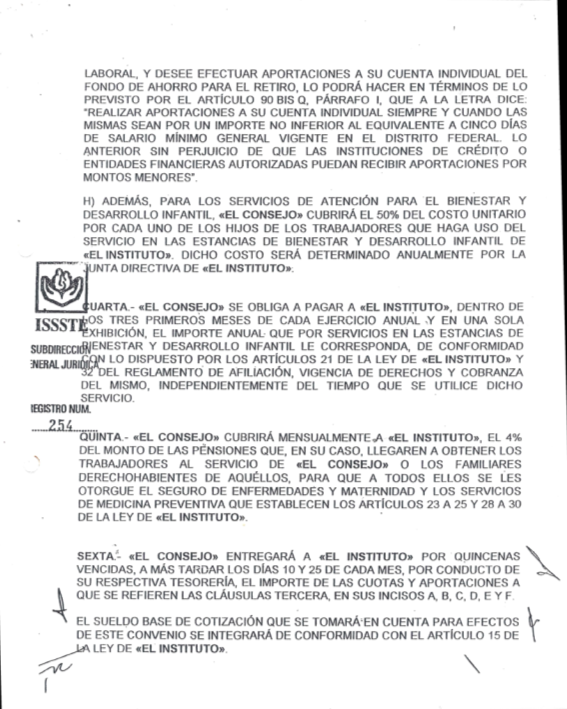 LABORAL, Y DESEE EFECTUAR APORTACIONES A SU CUENTA INDIVIDUAL DEL
FONDO DE AHORRO PARA EL RETIRO, LO PODRÁ HACER EN TÉRMINOS DE LO
PREVISTO POR EL ARTÍCULO 90 BIS Q, PÁRRAFO I, QUE A LA LETRA DICE:
"REALIZAR APORTACIONES A SU CUENTA INDIVIDUAL SIEMPRE Y CUANDO LAS
MISMAS SEAN POR UN IMPORTE NO INFERIOR AL EQUIVALENTE A CINCO DÍAS
DE SALARIO MÍNIMO GENERAL VIGENTE EN EL DISTRITO FEDERAL. LO
ANTERIOR SIN PERJUICIO DE QUE LAS INSTITUCIONES DE CRÉDITO O
ENTIDADES FINANCIERAS AUTORIZADAS PUEDAN RECIBIR APORTACIONES POR
MONTOS MENORES".
H) ADEMÁS, PARA LOS SERVICIOS DE ATENCIÓN PARA EL BIENESTAR Y
DESARROLLO INFANTIL, «EL CONSEJO» CUBRIRÁ EL 50% DEL COSTO UNITARIO
POR CADA UNO DE LOS HIJOS DE LOS TRABAJADORES QUE HAGA USO DEL
SERVICIO EN LAS ESTANCIAS DE BIENESTAR Y DESARROLLO INFANTIL DE
«EL INSTITUTO». DICHO COSTO SERÁ DETERMINADO ANUALMENTE POR LA
JUNTA DIRECTIVA DE «EL INSTITUTO».
CUARTA.- «EL CONSEJO» SE OBLIGA A PAGAR A «EL INSTITUTO», DENTRO DE
LOS TRES PRIMEROS MESES DE CADA EJERCICIO ANUAL Y EN UNA SOLA
EXHIBICIÓN, EL IMPORTE ANUAL QUE POR SERVICIOS EN LAS ESTANCIAS DE
BIENESTAR Y DESARROLLO INFANTIL LE CORRESPONDA, DE CONFORMIDAD
CON LO DISPUESTO POR LOS ARTÍCULOS 21 DE LA LEY DE «EL INSTITUTO» Y
32 DEL REGLAMENTO DE AFILIACIÓN, VIGENCIA DE DERECHOS Y COBRANZA
DEL MISMO, INDEPENDIENTEMENTE DEL TIEMPO QUE SE UTILICE DICHO
SERVICIO.
ISSSTE
SUBDIRECCIÓN
ENERAL JURÍDICA
REGISTRO NUM.
254
QUINTA.- «EL CONSEJO» CUBRIRÁ MENSUALMENTE A «EL INSTITUTO», EL 4%
DEL MONTO DE LAS PENSIONES QUE, EN SU CASO, LLEGAREN A OBTENER LOS
TRABAJADORES AL SERVICIO DE «EL CONSEJO» O LOS FAMILIARES
DERECHOHABIENTES DE AQUÉLLOS, PARA QUE A TODOS ELLOS SE LES
OTORGUE EL SEGURO DE ENFERMEDADES Y MATERNIDAD Y LOS SERVICIOS
DE MEDICINA PREVENTIVA QUE ESTABLECEN LOS ARTÍCULOS 23 A 25 Y 28 A 30
DE LA LEY DE «EL INSTITUTO».
SEXTA.- «EL CONSEJO» ENTREGARÁ A «EL INSTITUTO» POR QUINCENAS
VENCIDAS, A MÁS TARDAR LOS DÍAS 10 Y 25 DE CADA MES, POR CONDUCTO DE
SU RESPECTIVA TESORERÍA, EL IMPORTE DE LAS CUOTAS Y APORTACIONES A
QUE SE REFIEREN LAS CLÁUSULAS TERCERA, EN SUS INCISOS A, B, C, D, E Y F.
EL SUELDO BASE DE COTIZACIÓN QUE SE TOMARÁ EN CUENTA PARA EFECTOS
DE ESTE CONVENIO SE INTEGRARÁ DE CONFORMIDAD CON EL ARTÍCULO 15 DE
LA LEY DE «EL INSTITUTO».